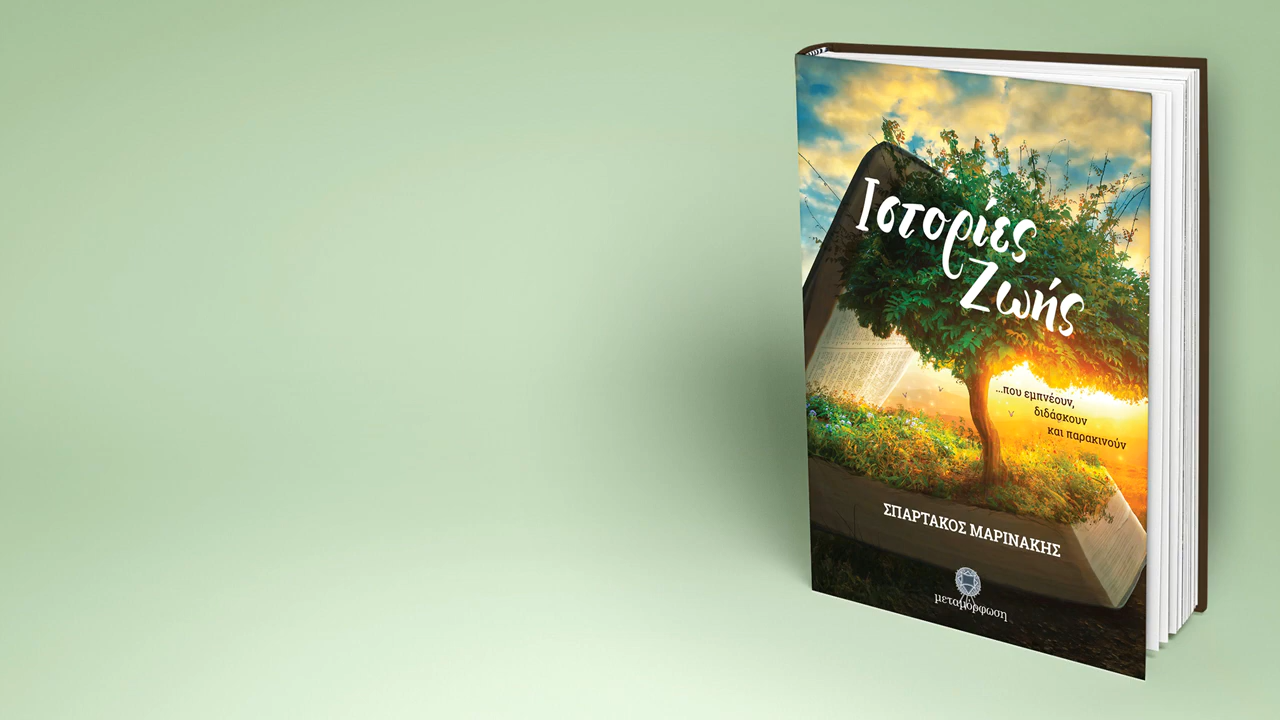 Ιστορίες
Ζωής
...που εμπνέουν,
διδάσκουν
και παρακινούν
ΣΠΑΡΤΑΚΟΣ ΜΑΡΙΝΑΚΗΣ
μεταμόρφωση